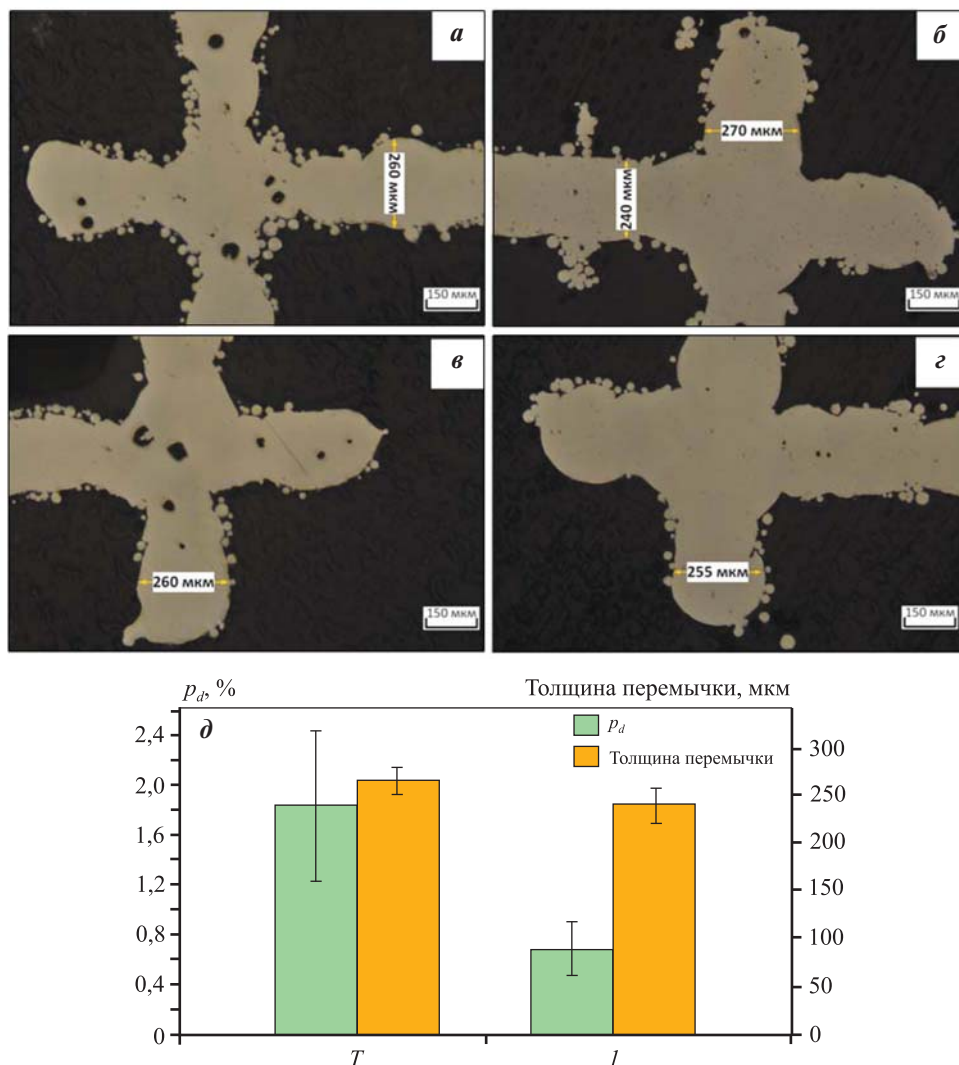 а
260 мкм
150 мкм
б
270 мкм
240 мкм
150 мкм
в
260 мкм
150 мкм
г
255 мкм
150 мкм
p_d, %
Толщина перемычки, мкм
д
p_d
Толщина перемычки
2,4
2,0
1,6
1,2
0,8
0,4
0
300
250
200
150
100
50
0
T
1